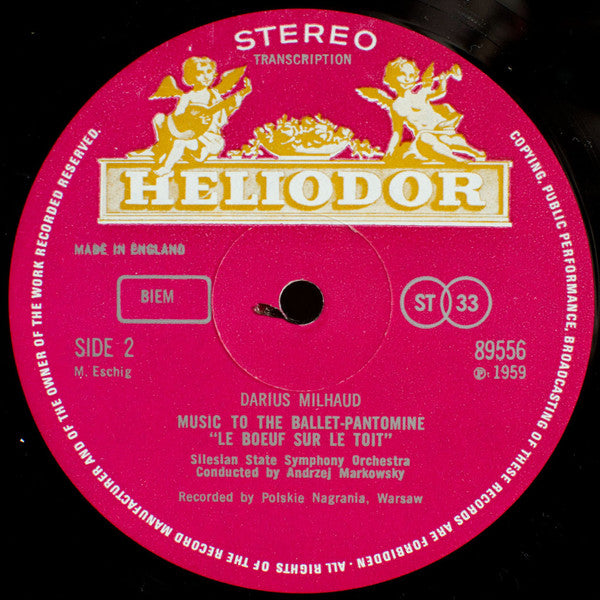 STEREO
TRANSCRIPTION
HELIODOR
MADE IN ENGLAND
BIEM
ST 33
SIDE 2
89556
M. Eschig
Ⓟ: 1959
DARIUS MILHAUD
MUSIC TO THE BALLET-PANTOMINE
"LE BOEUF SUR LE TOIT"
Silesian State Symphony Orchestra
Conducted by Andrzej Markowsky
Recorded by Polskie Nagrania, Warsaw
COPYING, PUBLIC PERFORMANCE, BROADCASTING OF THESE RECORDS ARE FORBIDDEN · ALL RIGHTS OF THE RECORD MANUFACTURER AND OF THE OWNER OF THE WORK RECORDED RESERVED.